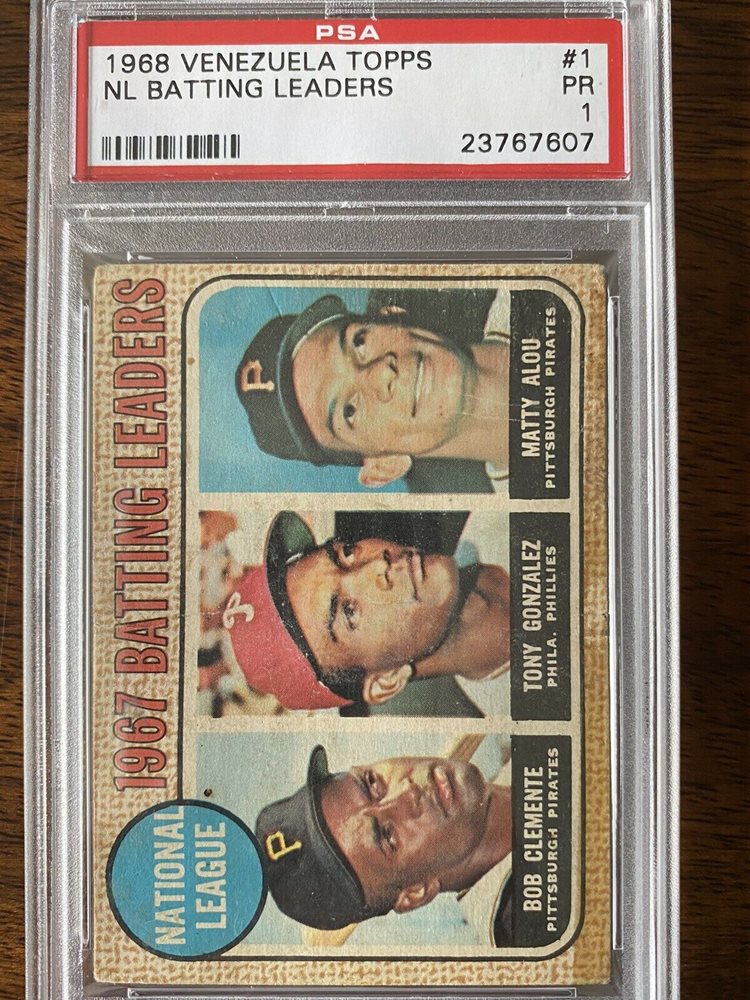 PSA
1968 VENEZUELA TOPPS #1
NL BATTING LEADERS PR
1
23767607
1967 BATTING LEADERS
NATIONAL
LEAGUE
P
BOB CLEMENTE
PITTSBURGH PIRATES
P
TONY GONZALEZ
PHILA. PHILLIES
P
MATTY ALOU
PITTSBURGH PIRATES